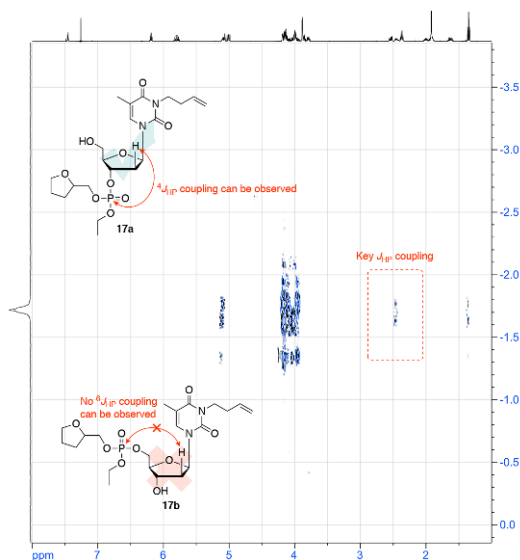 -3.5
O
N
N
O
HO
O
H
-3.0
O
O
P
O
O
O
⁴JHP coupling can be observed
17a
-2.5
Key JHP coupling
-2.0
-1.5
-1.0
No ⁶JHP coupling
can be observed
O
N
N
O
O
P
O
O
O
O
H
-0.5
OH
17b
0.0
ppm 7 6 5 4 3 2